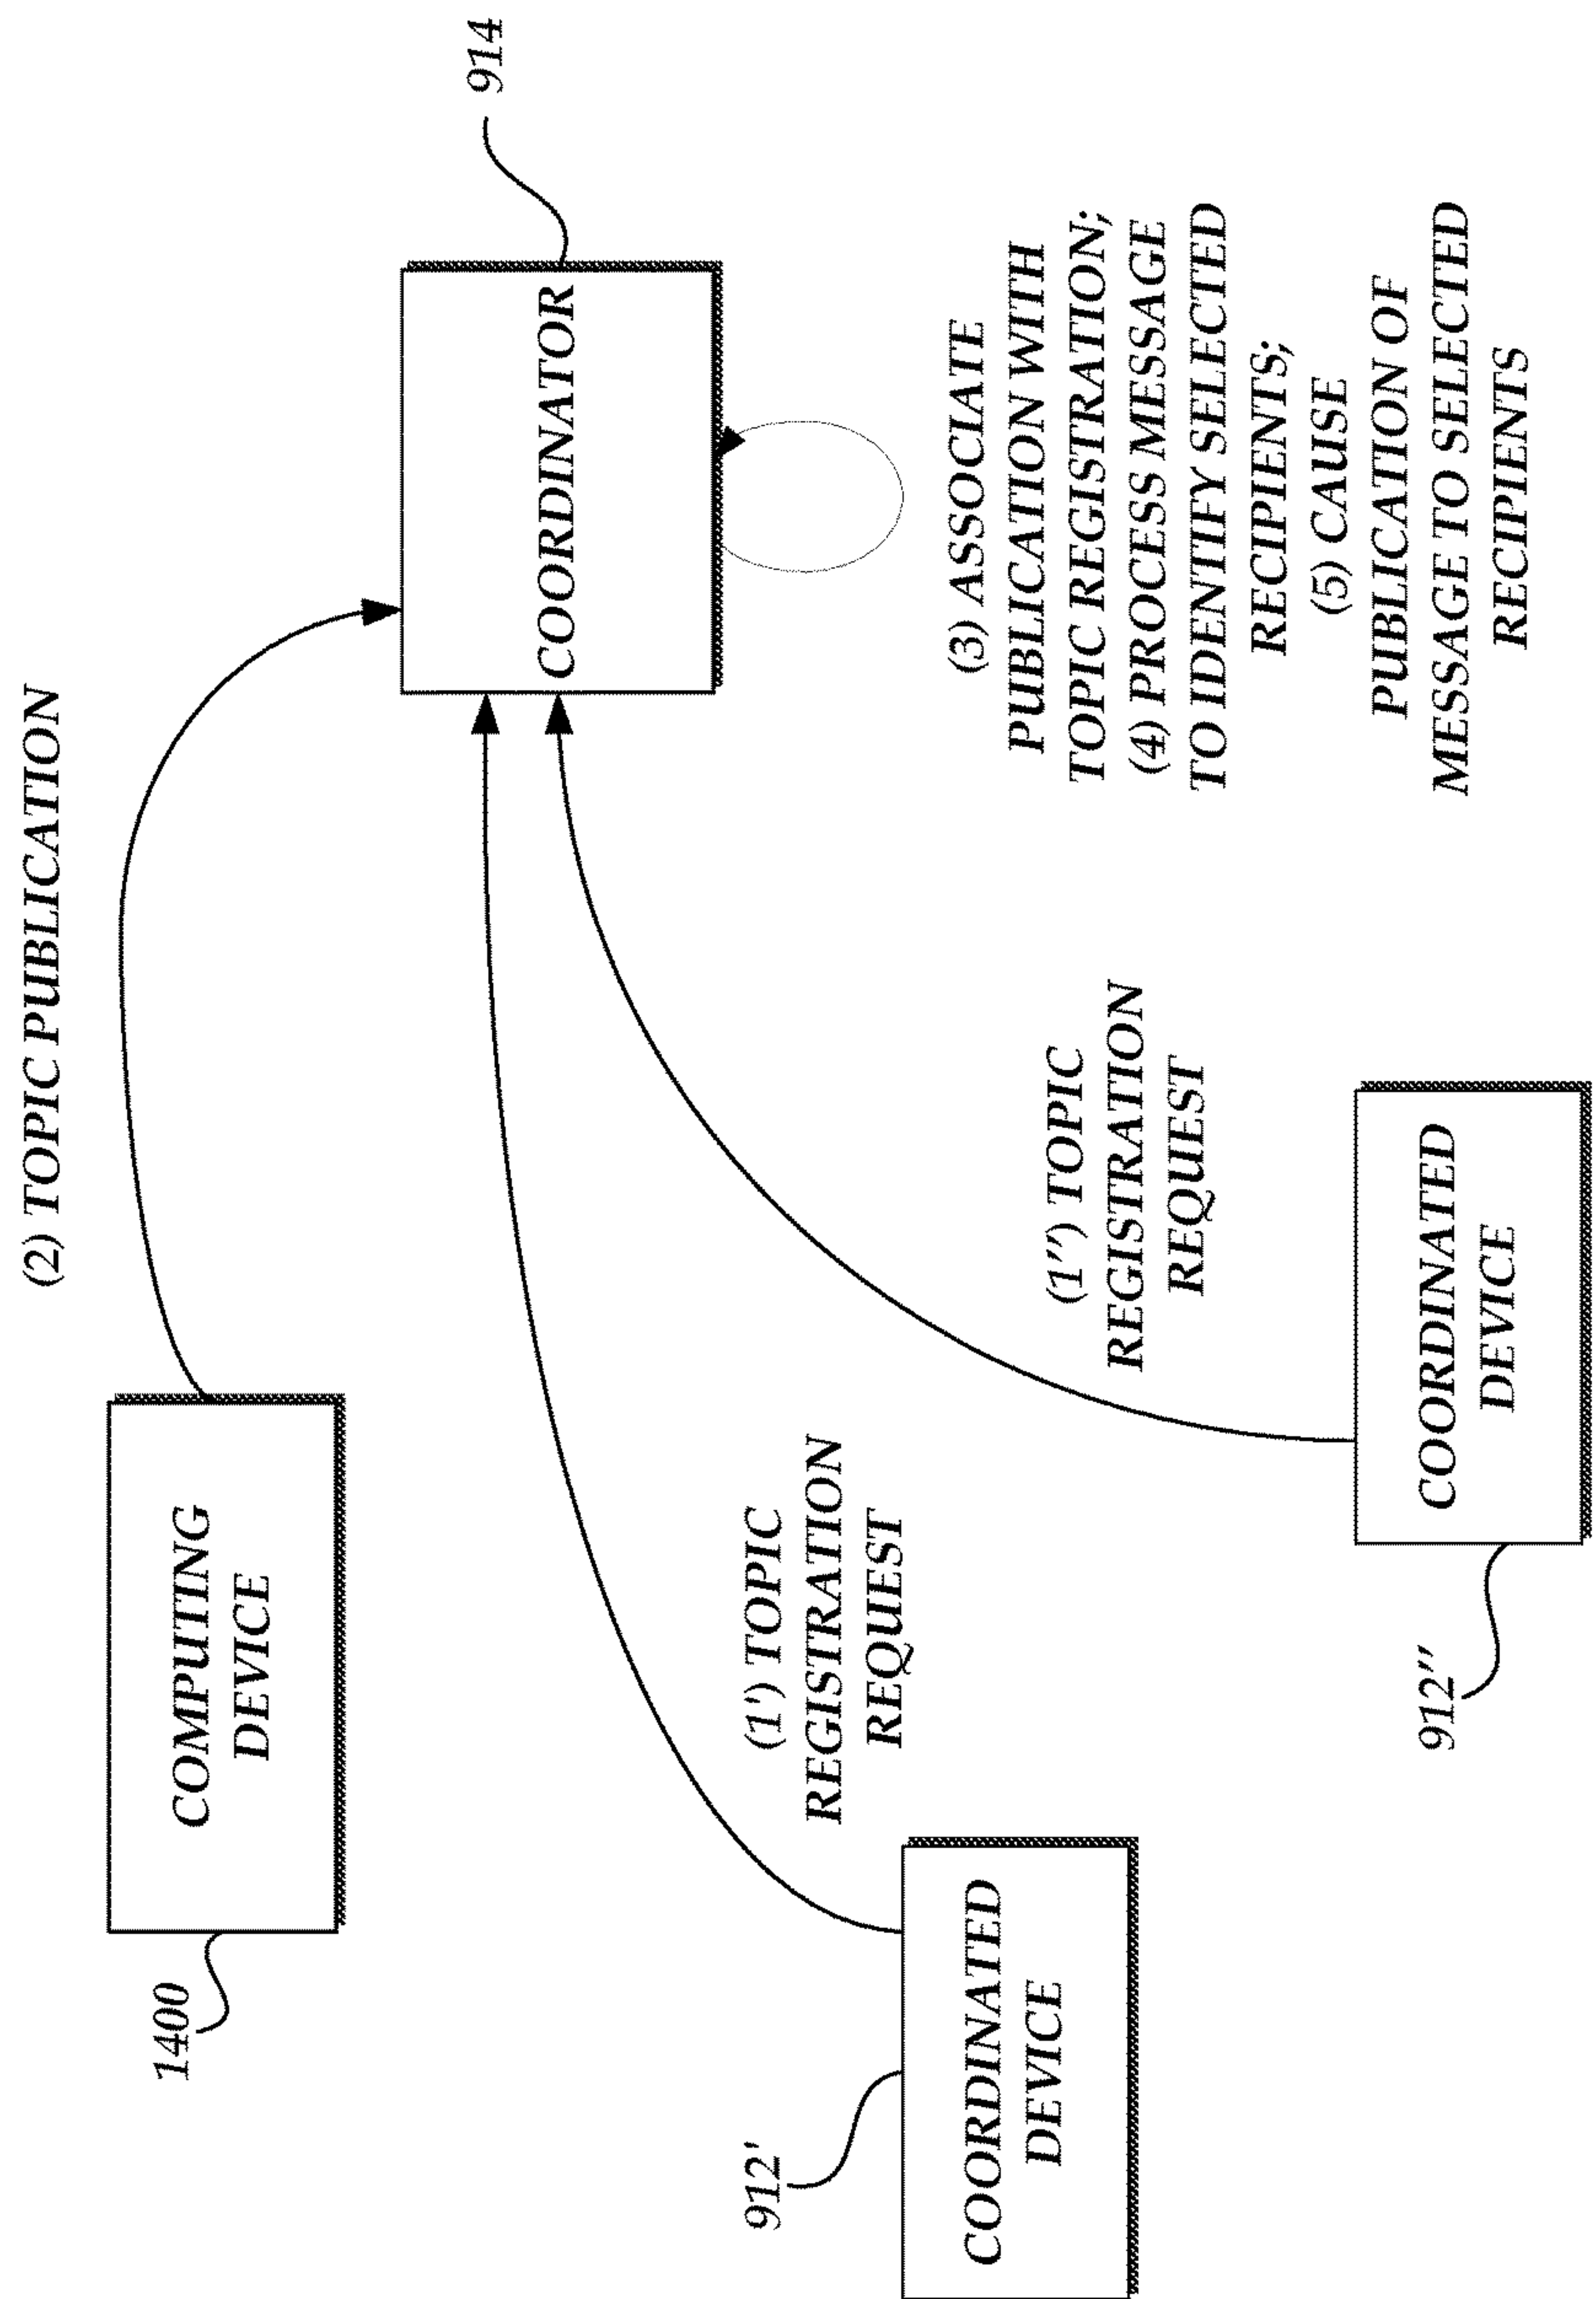 (2) TOPIC PUBLICATION
1400
COMPUTING
DEVICE
COORDINATOR
914
912'
COORDINATED
DEVICE
(1') TOPIC
REGISTRATION
REQUEST
912''
COORDINATED
DEVICE
(1'') TOPIC
REGISTRATION
REQUEST
(3) ASSOCIATE
PUBLICATION WITH
TOPIC REGISTRATION;
(4) PROCESS MESSAGE
TO IDENTIFY SELECTED
RECIPIENTS;
(5) CAUSE
PUBLICATION OF
MESSAGE TO SELECTED
RECIPIENTS